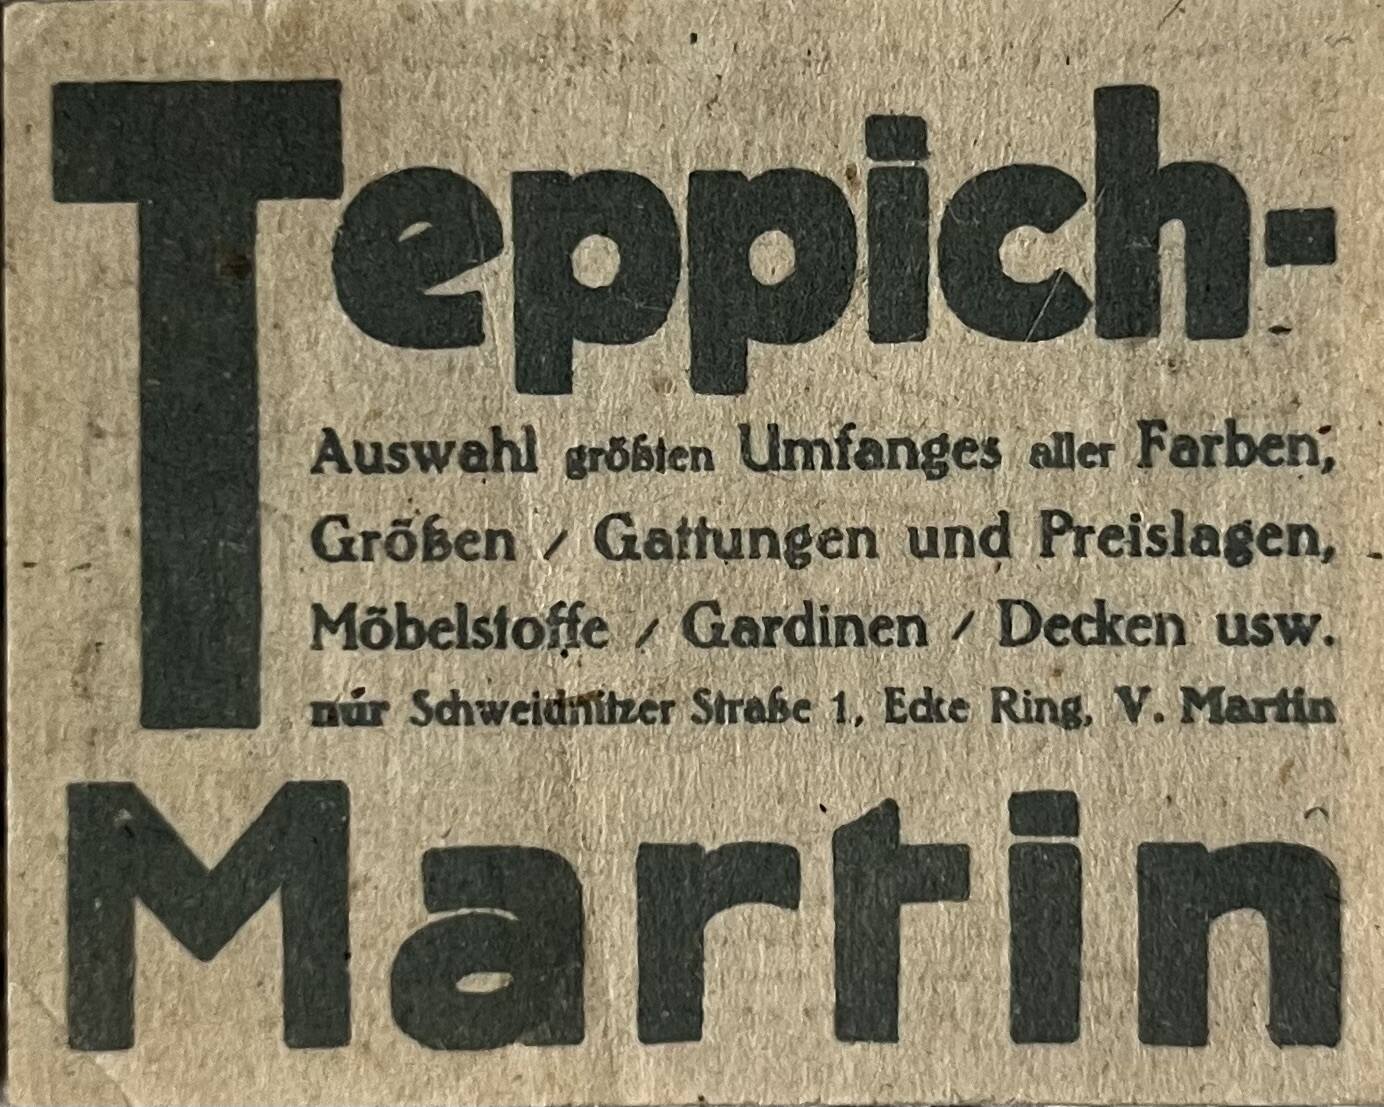 Teppich-
Auswahl größten Umfanges aller Farben,
Größen / Gattungen und Preislagen,
Möbelstoffe / Gardinen / Decken usw.
nur Schweidnitzer Straße 1, Ecke Ring, V. Martin
Martin